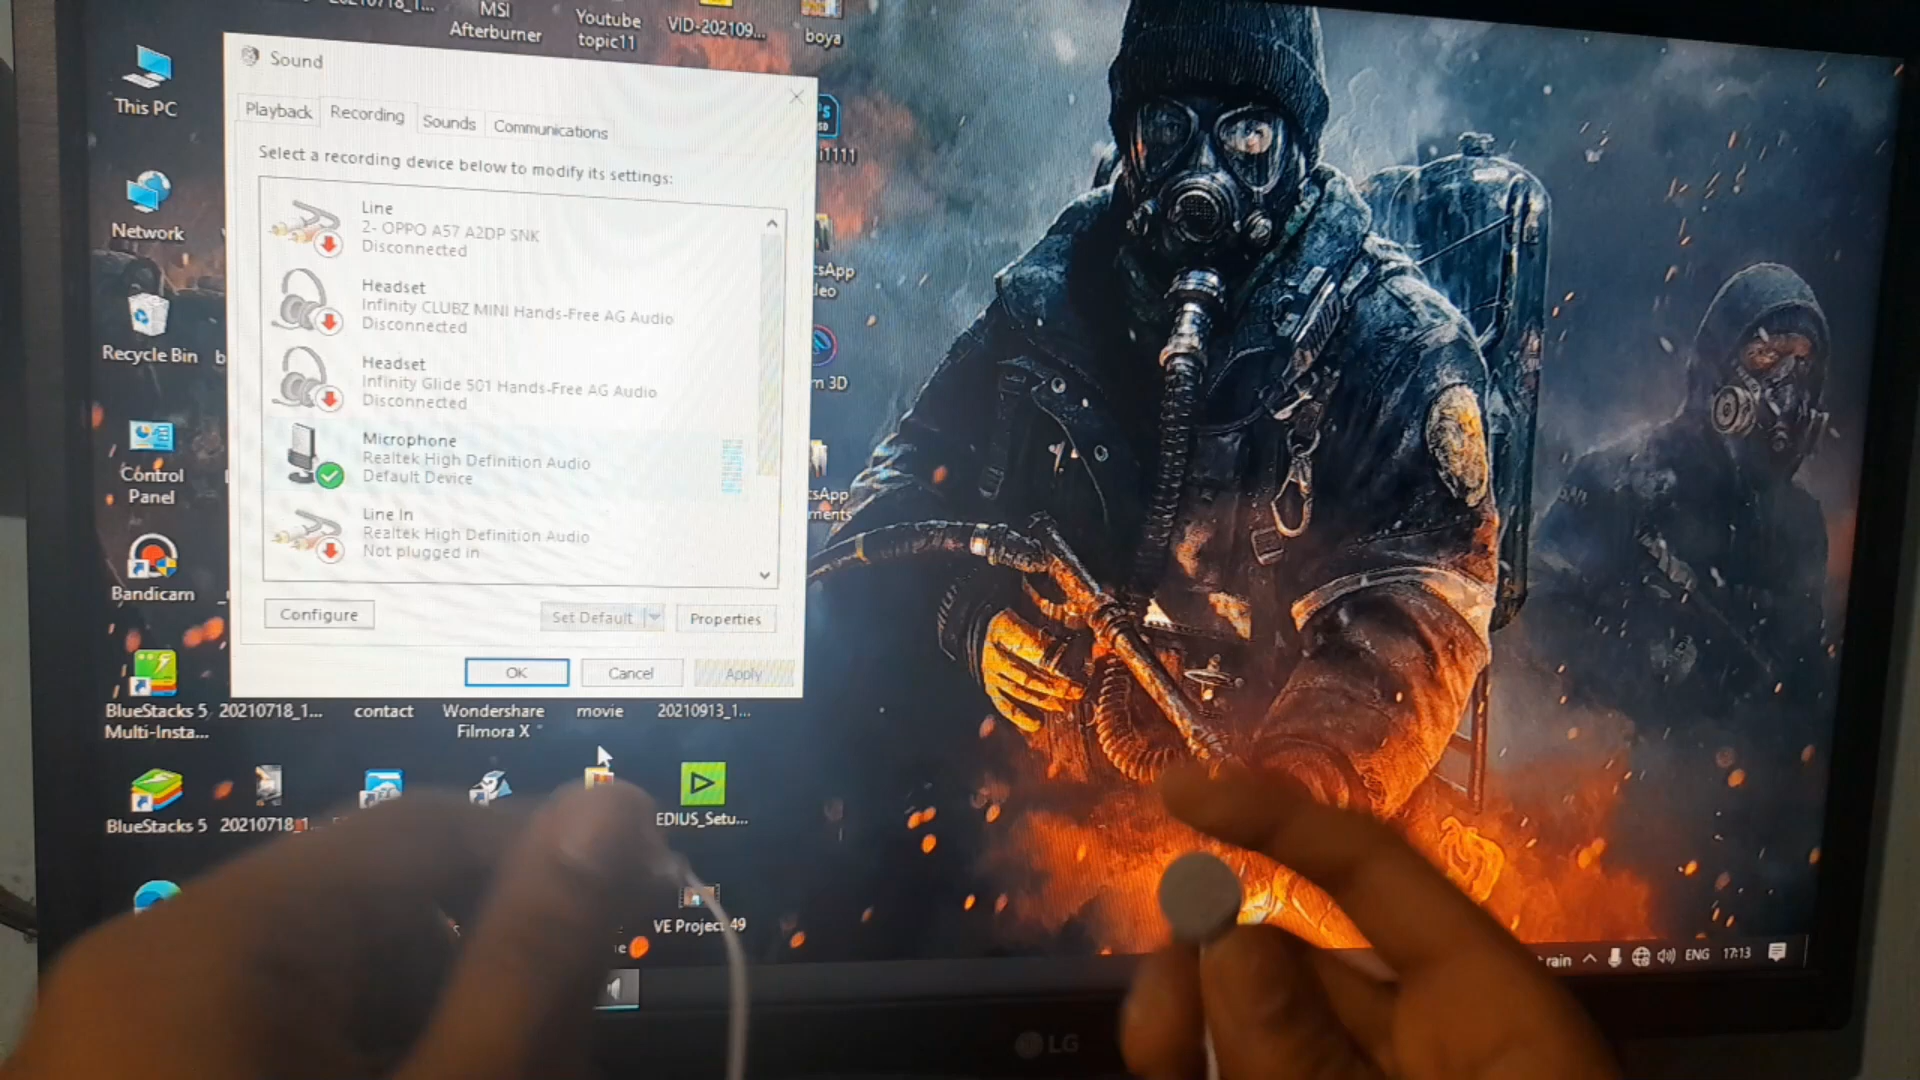 MSI
Afterburner
Youtube
topic11
VID-202109...
boya
This PC
Network
Recycle Bin
Control
Panel
Bandicam
BlueStacks 5
Multi-Insta...
BlueStacks 5
Sound
Playback
Recording
Sounds
Communications
Select a recording device below to modify its settings:
Line
2- OPPO A57 A2DP SNK
Disconnected
Headset
Infinity CLUBZ MINI Hands-Free AG Audio
Disconnected
Headset
Infinity Glide 501 Hands-Free AG Audio
Disconnected
Microphone
Realtek High Definition Audio
Default Device
Line In
Realtek High Definition Audio
Not plugged in
Configure
Set Default
Properties
OK
Cancel
Apply
m 3D
20210718_1...
contact
Wondershare
Filmora X
movie
20210913_1...
20210718_1...
EDIUS_Setu...
VE Project 49
rain
ENG
17:13
LG